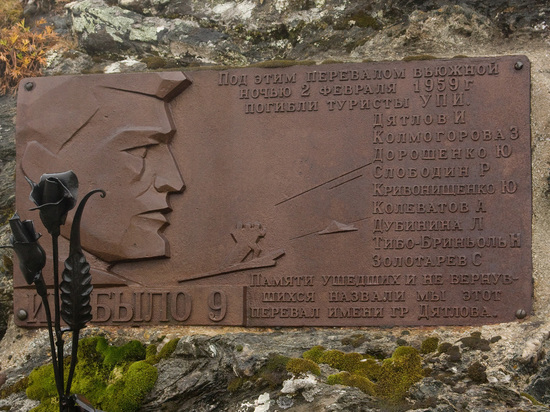 Под этим перевалом вьюжной
ночью 2 февраля 1959 г
погибли туристы УПИ.
Дятлов И
Колмогорова З
Дорошенко Ю
Слободин Р
Кривонищенко Ю
Колеватов А
Дубинина Л
Тибо-Бриньоль Н
Золотарев С
Памяти ушедших и не вернув-
шихся назвали мы этот
перевал имени гр Дятлова.
Их было 9